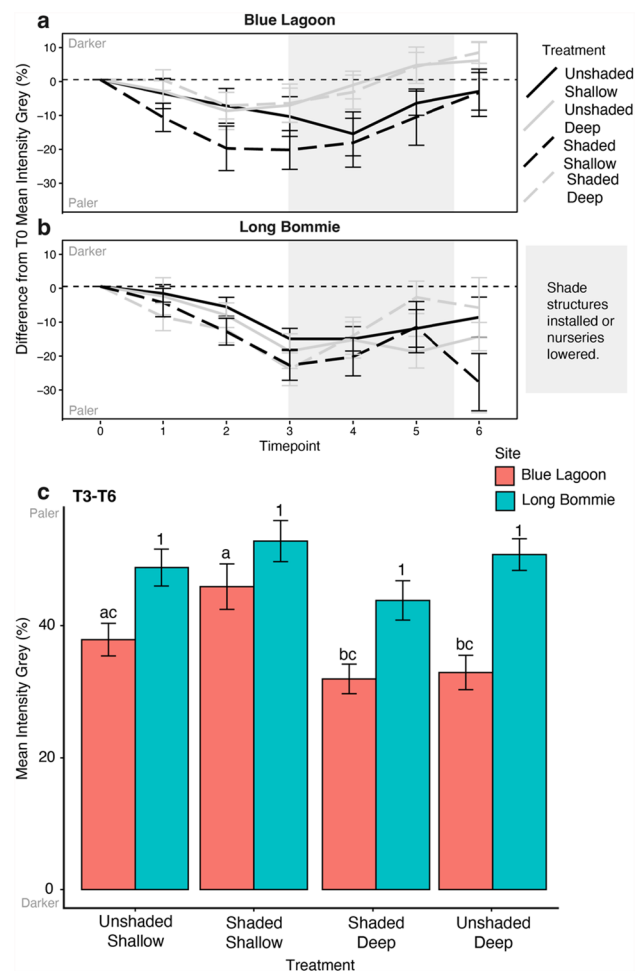 a
Blue Lagoon
Darker
10
0
−10
−20
−30
Paler
Treatment
Unshaded
Shallow
Unshaded
Deep
Shaded
Shallow
Shaded
Deep
Difference from T0 Mean Intensity Grey (%)
b
Long Bommie
Darker
10
0
−10
−20
−30
Paler
0
1
2
3
4
5
6
Timepoint
Shade
structures
installed or
nurseries
lowered.
Site
Blue Lagoon
Long Bommie
c T3-T6
Paler
Mean Intensity Grey (%)
40
20
0
Darker
ac
1
a
1
bc
1
bc
1
Unshaded
Shallow
Shaded
Shallow
Shaded
Deep
Unshaded
Deep
Treatment